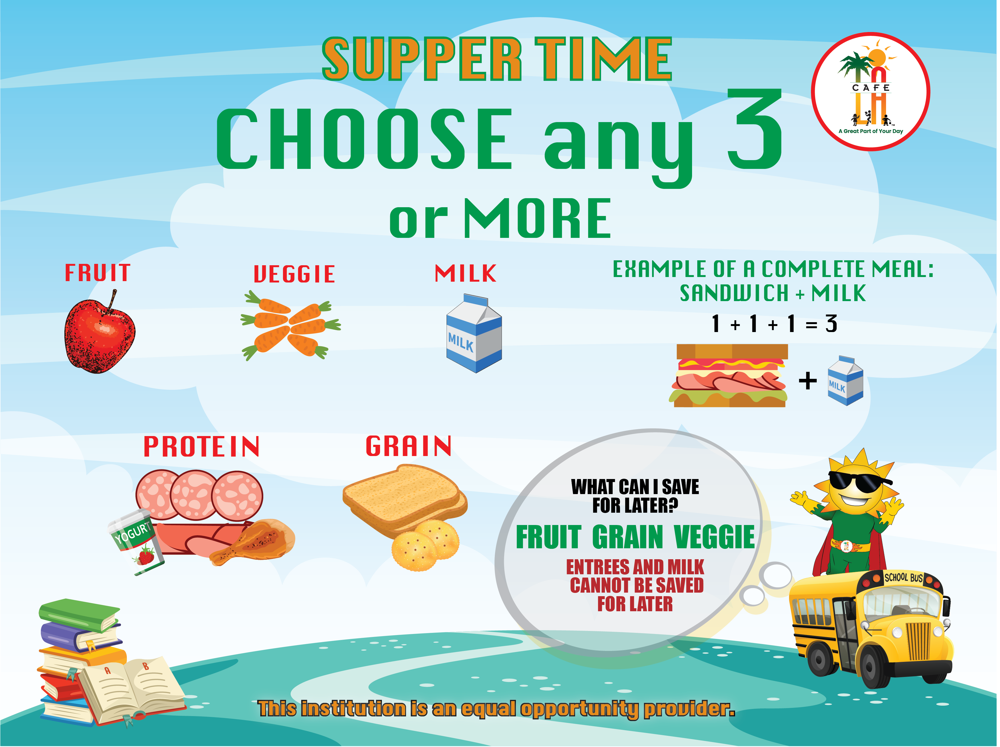 SUPPER TIME
CHOOSE any 3
or MORE
LA
CAFE
LA
™
A Great Part of Your Day
FRUIT
VEGGIE
MILK
MILK
EXAMPLE OF A COMPLETE MEAL:
SANDWICH + MILK
1 + 1 + 1 = 3
+
MILK
PROTEIN
YOGURT
GRAIN
WHAT CAN I SAVE
FOR LATER?
FRUIT GRAIN VEGGIE
ENTREES AND MILK
CANNOT BE SAVED
FOR LATER
SCHOOL BUS
A B
This institution is an equal opportunity provider.